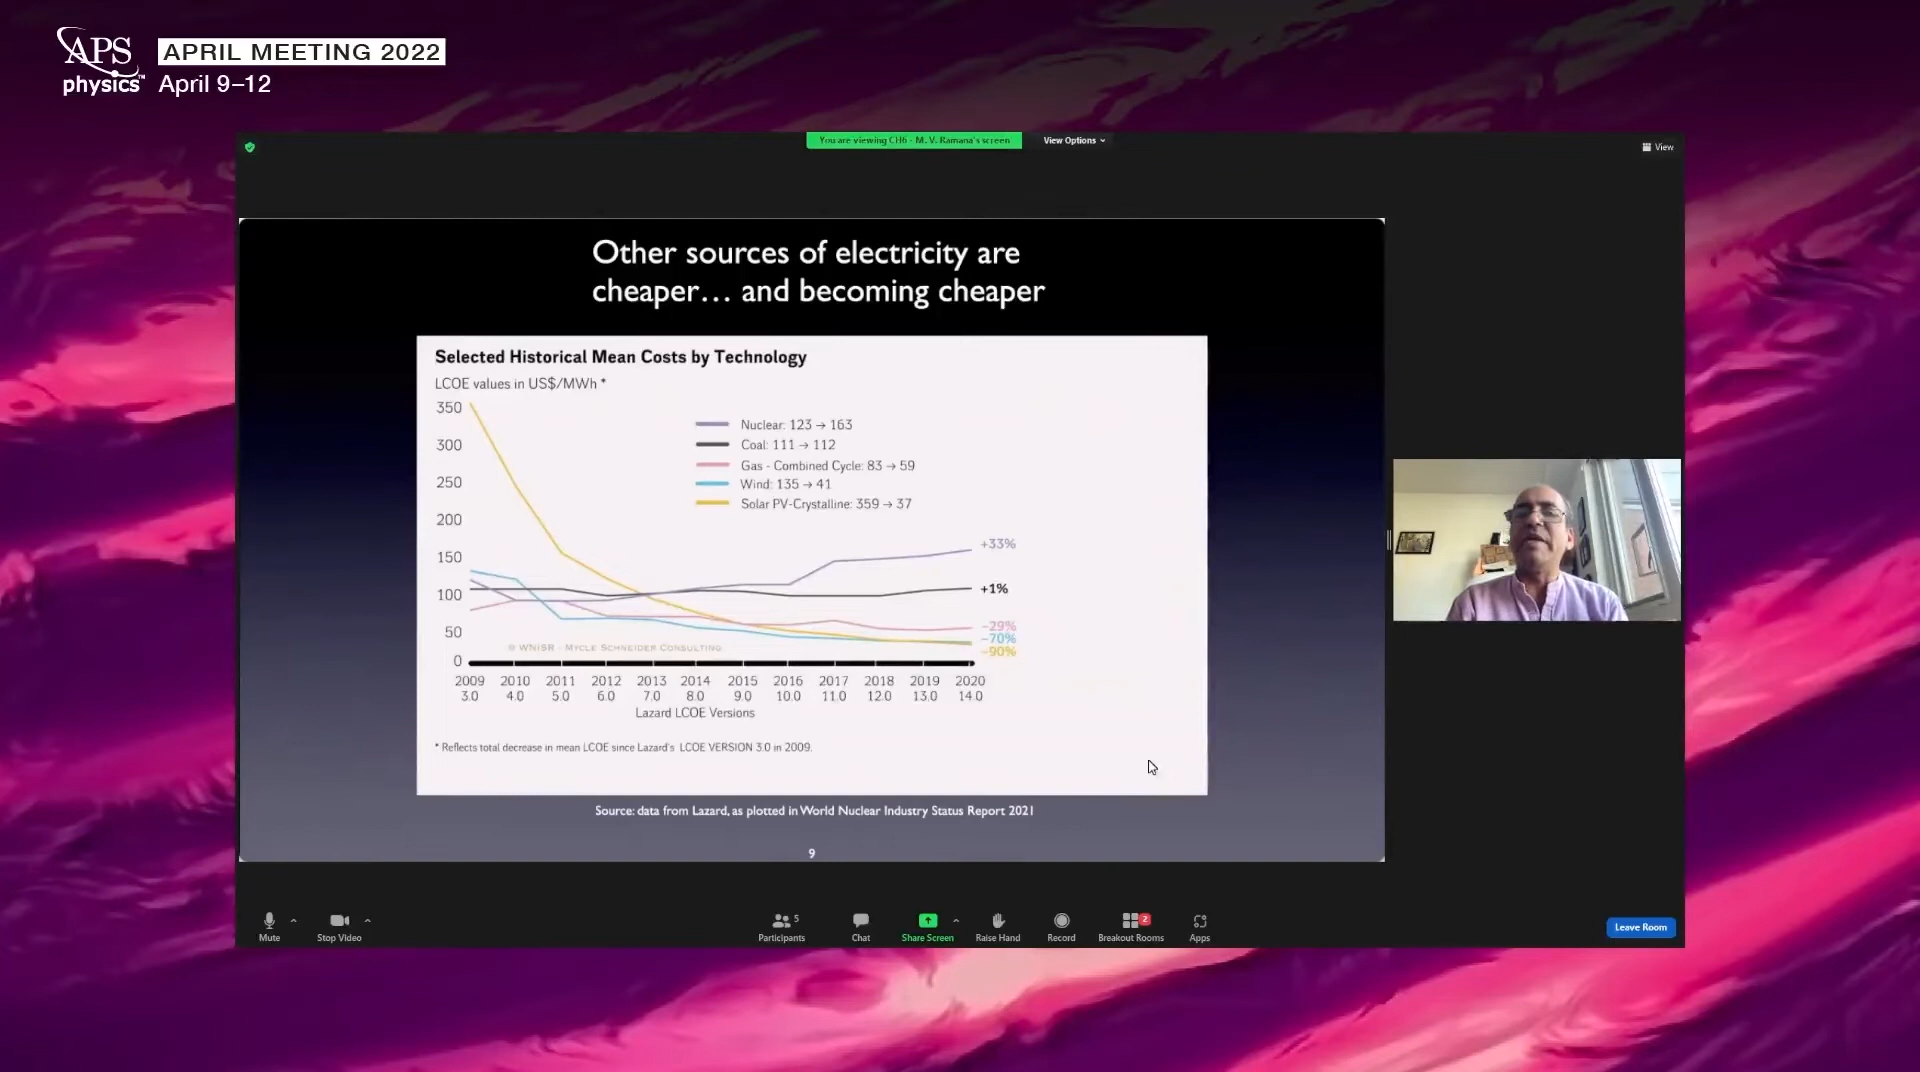 APS
physics™
APRIL MEETING 2022
April 9–12
You are viewing CH6 - M. V. Ramana's screen
View Options
View
Other sources of electricity are
cheaper... and becoming cheaper
Selected Historical Mean Costs by Technology
LCOE values in US$/MWh *
350
300
250
200
150
100
50
0
Nuclear: 123 → 163
Coal: 111 → 112
Gas - Combined Cycle: 83 → 59
Wind: 135 → 41
Solar PV-Crystalline: 359 → 37
+33%
+1%
−29%
−70%
−90%
© WNISR - Mycle Schneider Consulting
2009 2010 2011 2012 2013 2014 2015 2016 2017 2018 2019 2020
3.0 4.0 5.0 6.0 7.0 8.0 9.0 10.0 11.0 12.0 13.0 14.0
Lazard LCOE Versions
* Reflects total decrease in mean LCOE since Lazard's LCOE VERSION 3.0 in 2009.
Source: data from Lazard, as plotted in World Nuclear Industry Status Report 2021
9
Mute
Stop Video
5
Participants
Chat
Share Screen
Raise Hand
Record
2
Breakout Rooms
Apps
Leave Room